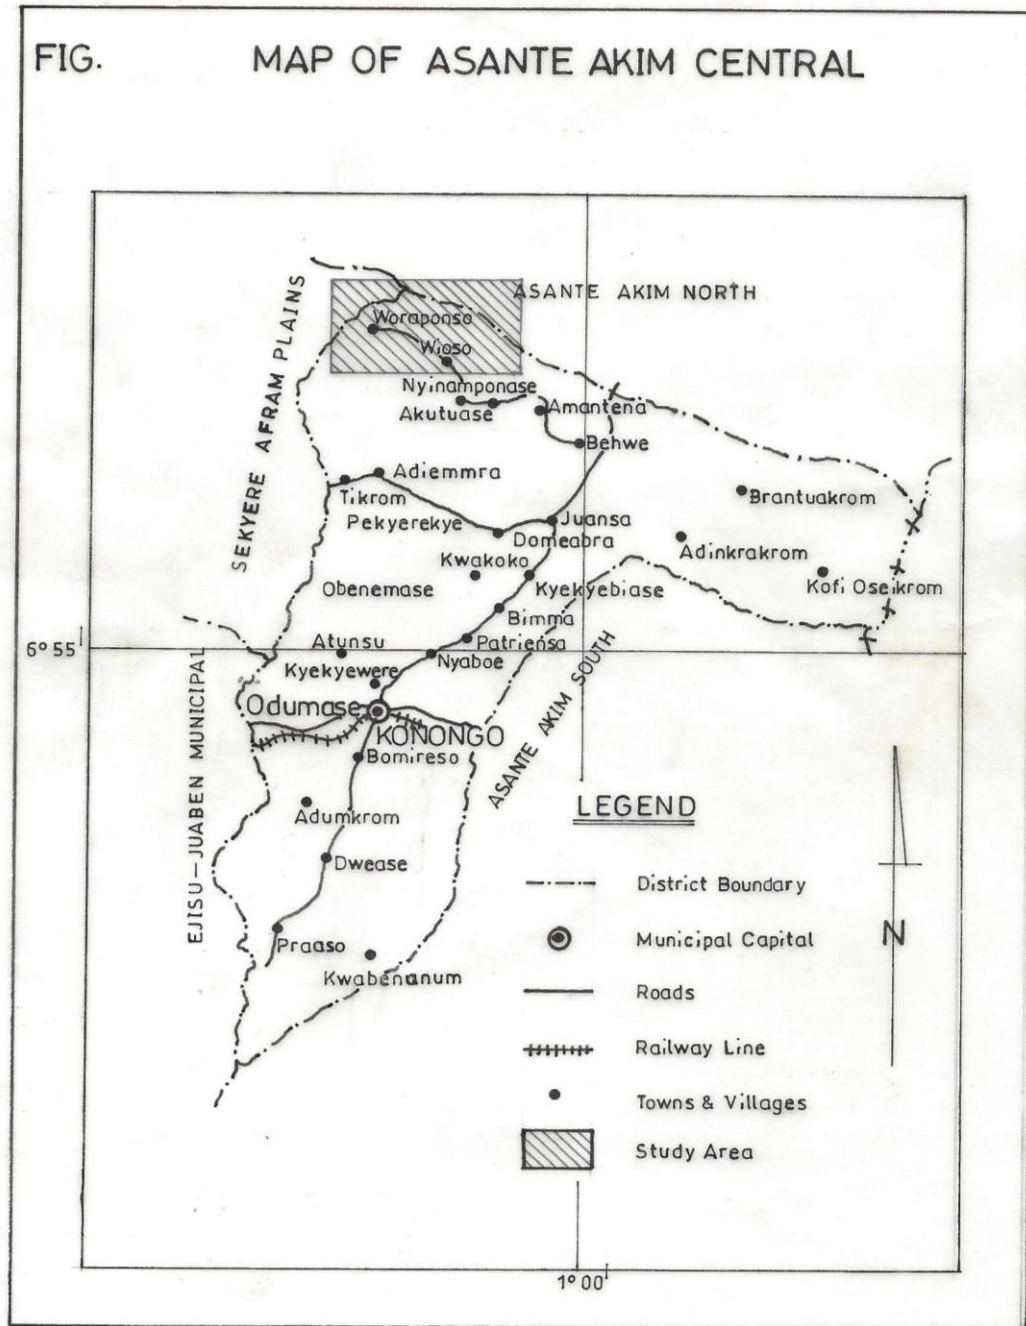 FIG. MAP OF ASANTE AKIM CENTRAL
SEKYERE AFRAM PLAINS
ASANTE AKIM NORTH
Woraponso
Wioso
Nyinamponase
Akutuase
Amantena
Behwe
Adiemmra
Tikrom
Brantuakrom
Pekyerekye
Juansa
Domeabra
Adinkrakrom
Kwakoko
Obenemase
Kyekyebiase
Kofi Oseikrom
Bimma
Patriensa
6° 55'
Atunsu
Nyaboe
Kyekyewere
EJISU-JUABEN MUNICIPAL
ASANTE AKIM SOUTH
Odumase
KONONGO
Bomireso
Adumkrom
Dwease
Praaso
Kwabenanum
LEGEND
District Boundary
Municipal Capital
Roads
Railway Line
Towns & Villages
Study Area
N
1° 00'